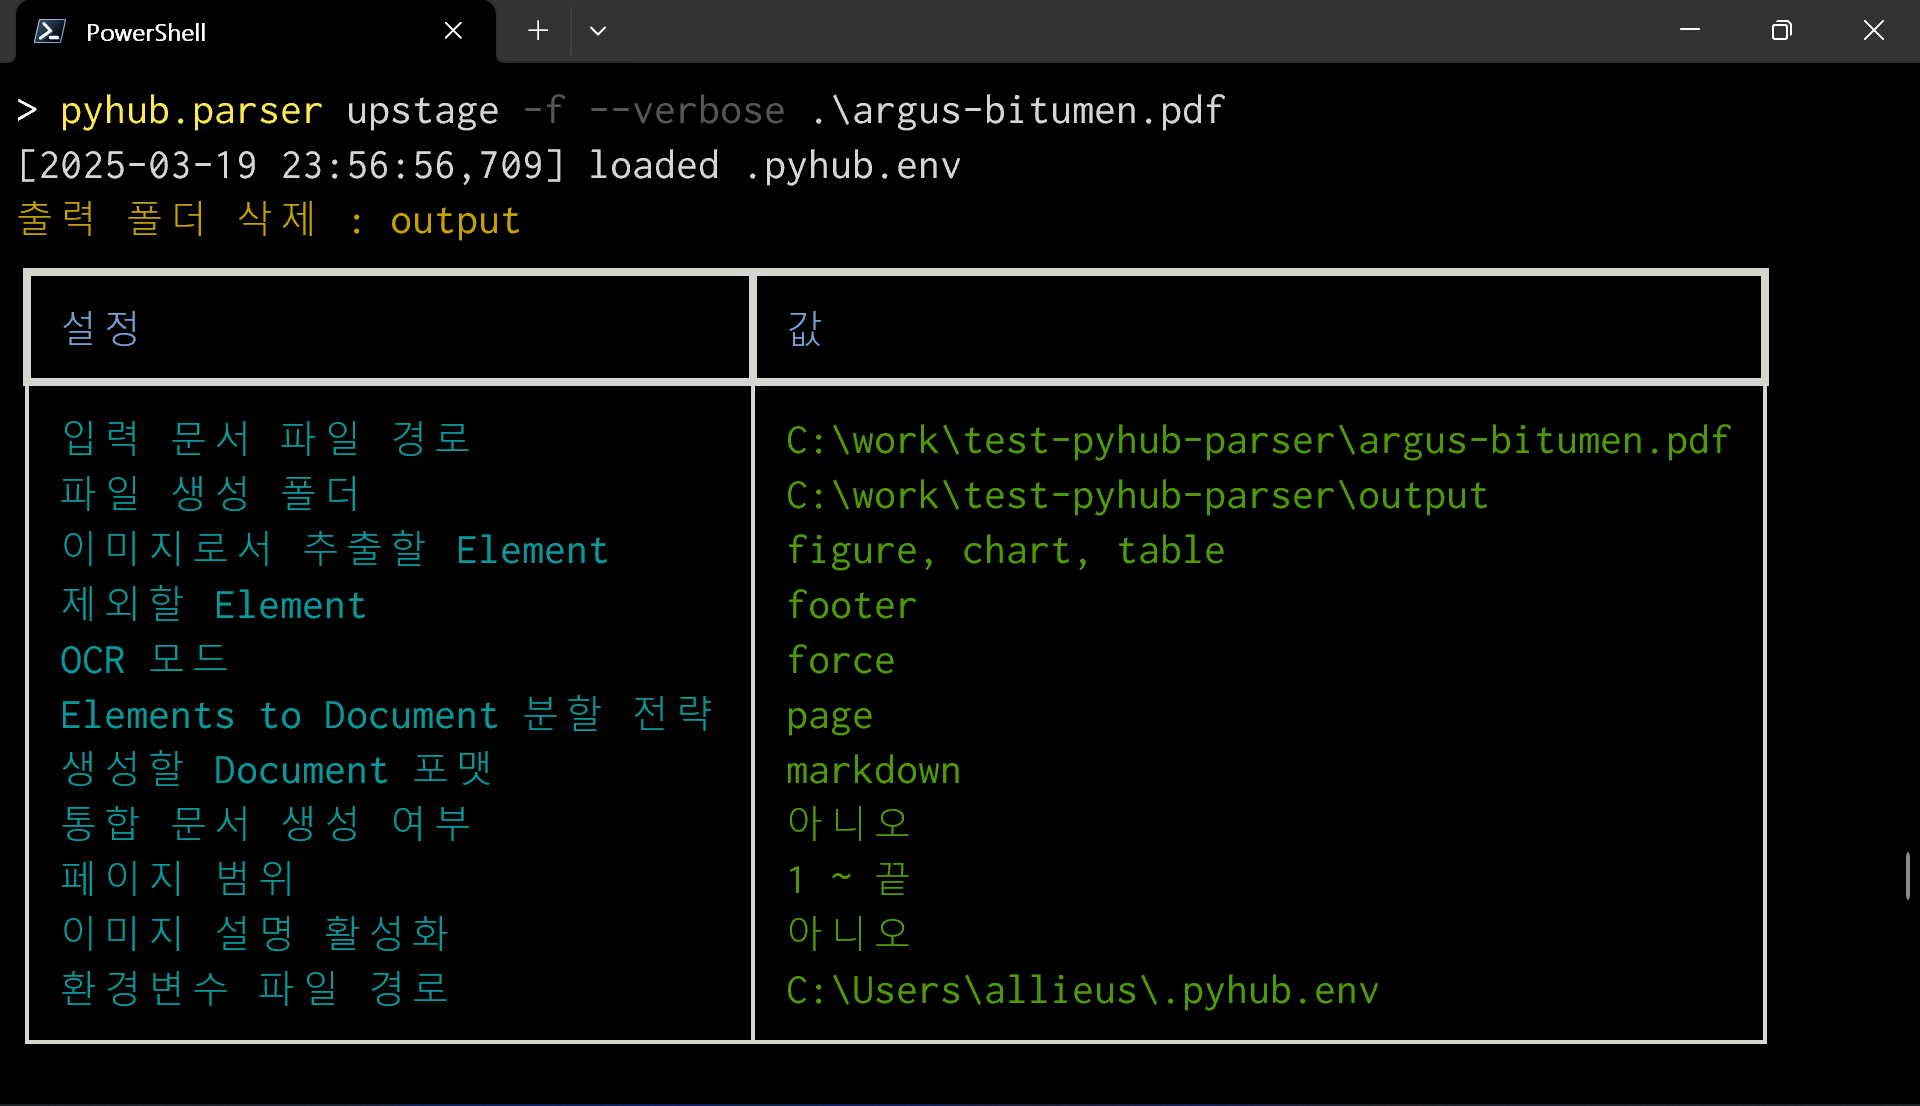 PowerShell
> pyhub.parser upstage -f --verbose .\argus-bitumen.pdf
[2025-03-19 23:56:56,709] loaded .pyhub.env
출력 폴더 삭제 : output
설정 값
입력 문서 파일 경로 C:\work\test-pyhub-parser\argus-bitumen.pdf
파일 생성 폴더 C:\work\test-pyhub-parser\output
이미지로서 추출할 Element figure, chart, table
제외할 Element footer
OCR 모드 force
Elements to Document 분할 전략 page
생성할 Document 포맷 markdown
통합 문서 생성 여부 아니오
페이지 범위 1 ~ 끝
이미지 설명 활성화 아니오
환경변수 파일 경로 C:\Users\allieus\.pyhub.env